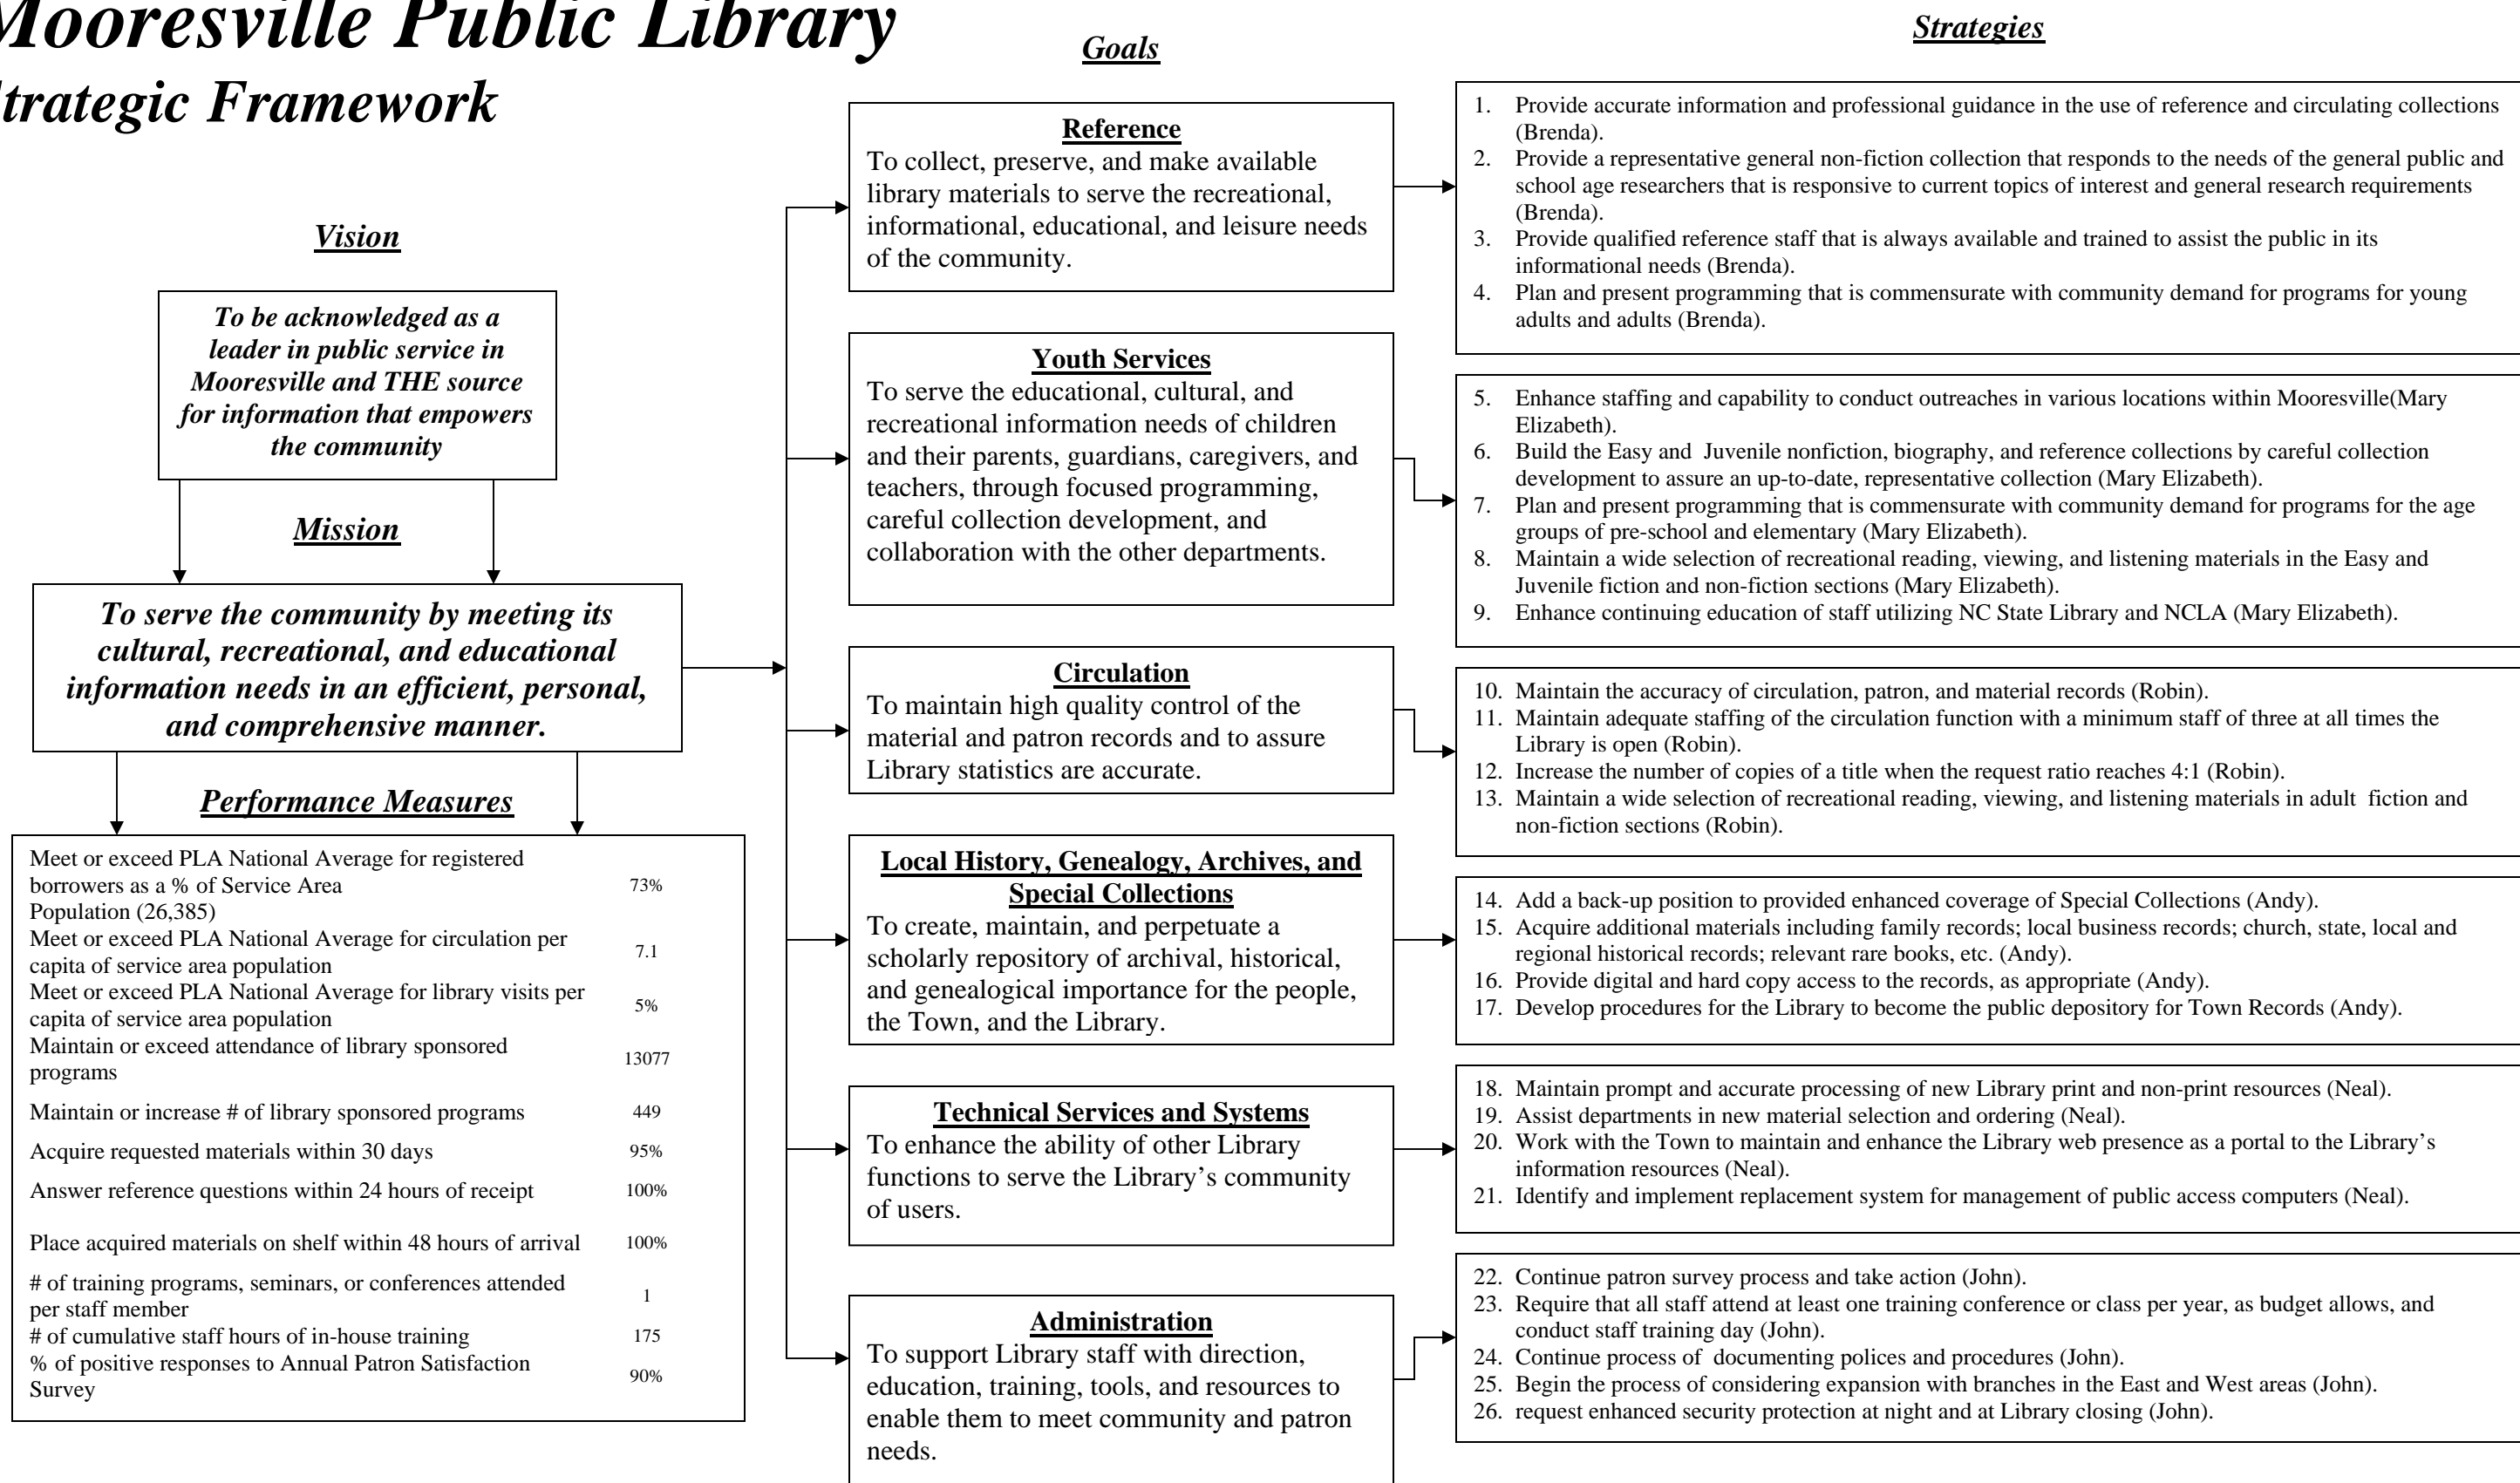 Mooresville Public Library
Strategic Framework
Vision
To be acknowledged as a
leader in public service in
Mooresville and THE source
for information that empowers
the community
Mission
To serve the community by meeting its
cultural, recreational, and educational
information needs in an efficient, personal,
and comprehensive manner.
Performance Measures
Meet or exceed PLA National Average for registered
borrowers as a % of Service Area 73%
Population (26,385)
Meet or exceed PLA National Average for circulation per
capita of service area population 7.1
Meet or exceed PLA National Average for library visits per
capita of service area population 5%
Maintain or exceed attendance of library sponsored
programs 13077
Maintain or increase # of library sponsored programs 449
Acquire requested materials within 30 days 95%
Answer reference questions within 24 hours of receipt 100%
Place acquired materials on shelf within 48 hours of arrival 100%
# of training programs, seminars, or conferences attended
per staff member 1
# of cumulative staff hours of in-house training 175
% of positive responses to Annual Patron Satisfaction
Survey 90%
Goals
Reference
To collect, preserve, and make available
library materials to serve the recreational,
informational, educational, and leisure needs
of the community.
Youth Services
To serve the educational, cultural, and
recreational information needs of children
and their parents, guardians, caregivers, and
teachers, through focused programming,
careful collection development, and
collaboration with the other departments.
Circulation
To maintain high quality control of the
material and patron records and to assure
Library statistics are accurate.
Local History, Genealogy, Archives, and
Special Collections
To create, maintain, and perpetuate a
scholarly repository of archival, historical,
and genealogical importance for the people,
the Town, and the Library.
Technical Services and Systems
To enhance the ability of other Library
functions to serve the Library’s community
of users.
Administration
To support Library staff with direction,
education, training, tools, and resources to
enable them to meet community and patron
needs.
Strategies
1. Provide accurate information and professional guidance in the use of reference and circulating collections
(Brenda).
2. Provide a representative general non-fiction collection that responds to the needs of the general public and
school age researchers that is responsive to current topics of interest and general research requirements
(Brenda).
3. Provide qualified reference staff that is always available and trained to assist the public in its
informational needs (Brenda).
4. Plan and present programming that is commensurate with community demand for programs for young
adults and adults (Brenda).
5. Enhance staffing and capability to conduct outreaches in various locations within Mooresville(Mary
Elizabeth).
6. Build the Easy and Juvenile nonfiction, biography, and reference collections by careful collection
development to assure an up-to-date, representative collection (Mary Elizabeth).
7. Plan and present programming that is commensurate with community demand for programs for the age
groups of pre-school and elementary (Mary Elizabeth).
8. Maintain a wide selection of recreational reading, viewing, and listening materials in the Easy and
Juvenile fiction and non-fiction sections (Mary Elizabeth).
9. Enhance continuing education of staff utilizing NC State Library and NCLA (Mary Elizabeth).
10. Maintain the accuracy of circulation, patron, and material records (Robin).
11. Maintain adequate staffing of the circulation function with a minimum staff of three at all times the
Library is open (Robin).
12. Increase the number of copies of a title when the request ratio reaches 4:1 (Robin).
13. Maintain a wide selection of recreational reading, viewing, and listening materials in adult fiction and
non-fiction sections (Robin).
14. Add a back-up position to provided enhanced coverage of Special Collections (Andy).
15. Acquire additional materials including family records; local business records; church, state, local and
regional historical records; relevant rare books, etc. (Andy).
16. Provide digital and hard copy access to the records, as appropriate (Andy).
17. Develop procedures for the Library to become the public depository for Town Records (Andy).
18. Maintain prompt and accurate processing of new Library print and non-print resources (Neal).
19. Assist departments in new material selection and ordering (Neal).
20. Work with the Town to maintain and enhance the Library web presence as a portal to the Library’s
information resources (Neal).
21. Identify and implement replacement system for management of public access computers (Neal).
22. Continue patron survey process and take action (John).
23. Require that all staff attend at least one training conference or class per year, as budget allows, and
conduct staff training day (John).
24. Continue process of documenting polices and procedures (John).
25. Begin the process of considering expansion with branches in the East and West areas (John).
26. request enhanced security protection at night and at Library closing (John).